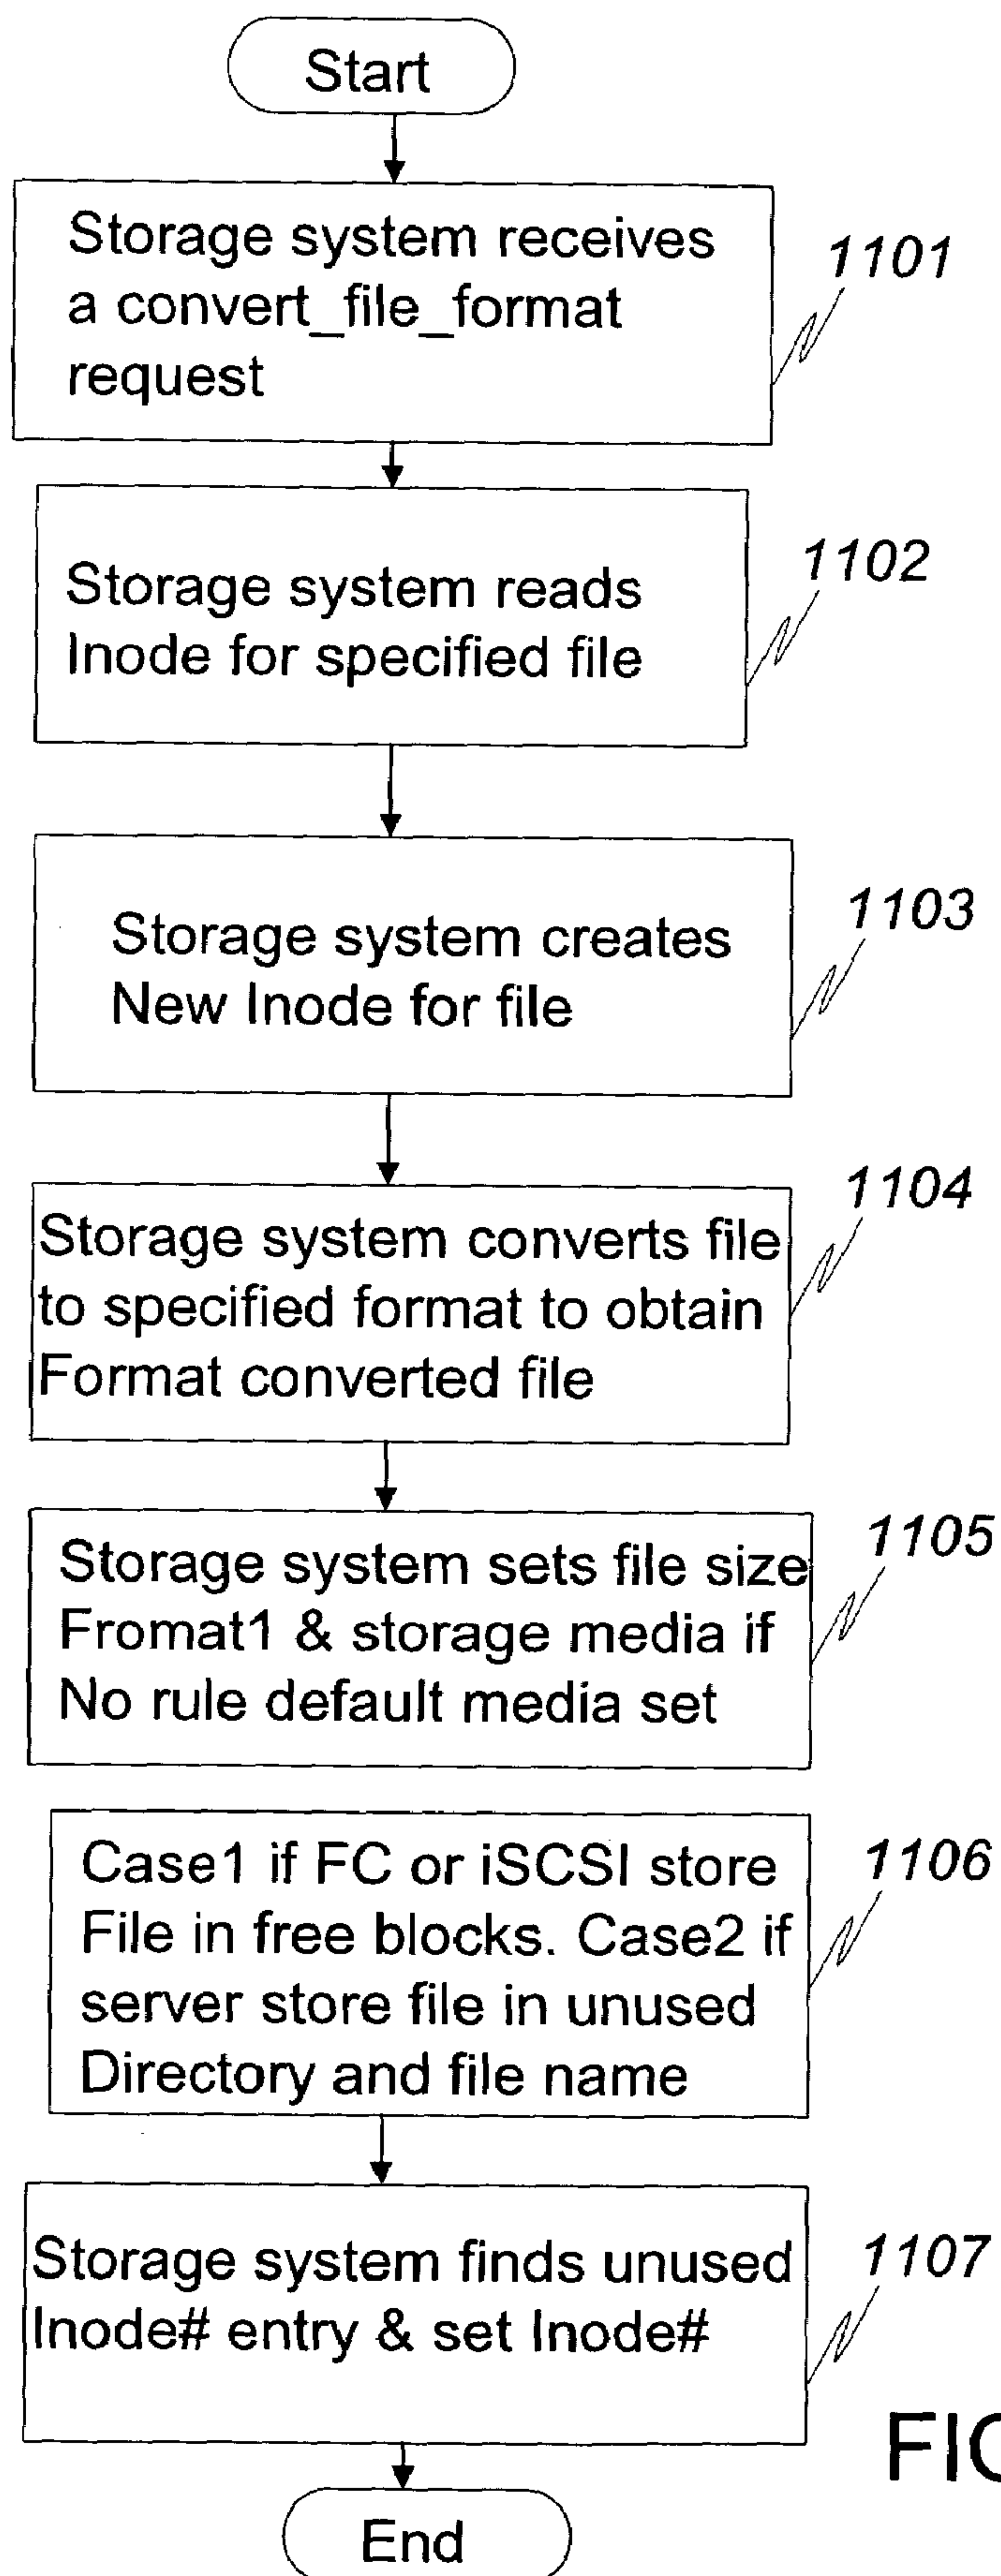 Start
Storage system receives
a convert_file_format
request
1101
Storage system reads
Inode for specified file
1102
Storage system creates
New Inode for file
1103
Storage system converts file
to specified format to obtain
Format converted file
1104
Storage system sets file size
Fromat1 & storage media if
No rule default media set
1105
Case1 if FC or iSCSI store
File in free blocks. Case2 if
server store file in unused
Directory and file name
1106
Storage system finds unused
Inode# entry & set Inode#
1107
End